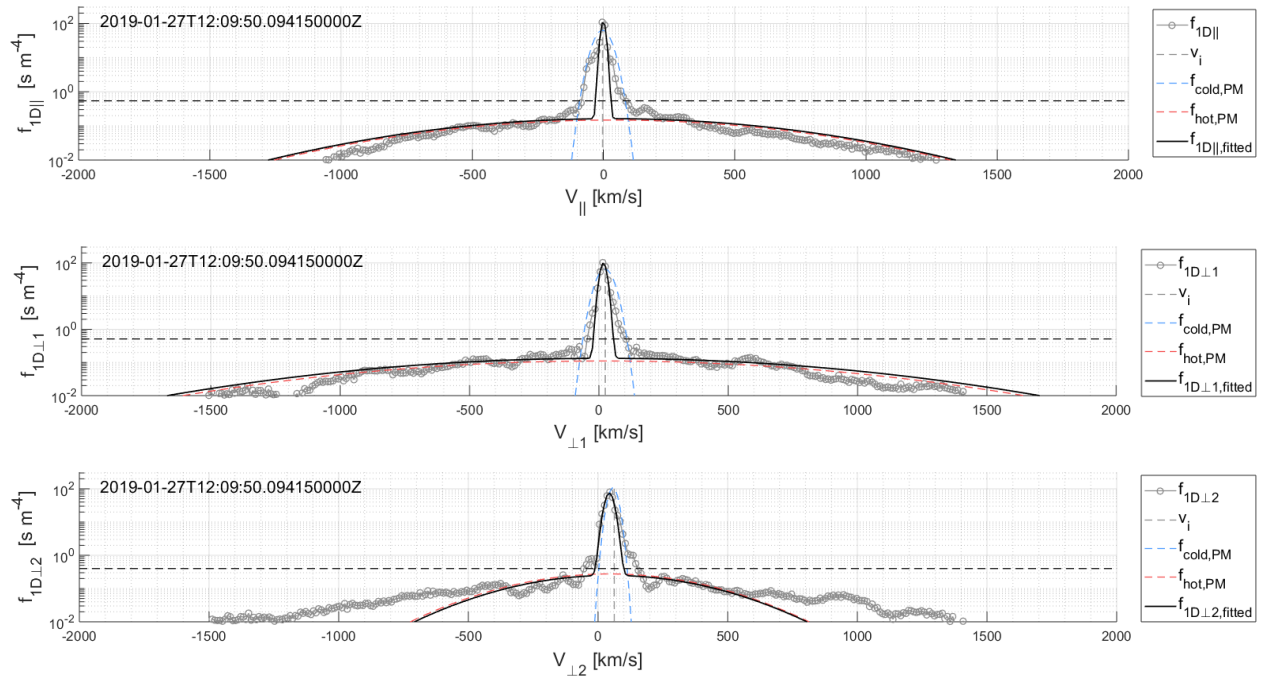 2019-01-27T12:09:50.094150000Z
10^2
10^0
10^-2
f_1D|| [s m^-4]
-2000 -1500 -1000 -500 0 500 1000 1500 2000
V_|| [km/s]
f_1D||
v_i
f_cold,PM
f_hot,PM
f_1D||,fitted
2019-01-27T12:09:50.094150000Z
10^2
10^0
10^-2
f_1D⊥1 [s m^-4]
-2000 -1500 -1000 -500 0 500 1000 1500 2000
V_⊥1 [km/s]
f_1D⊥1
v_i
f_cold,PM
f_hot,PM
f_1D⊥1,fitted
2019-01-27T12:09:50.094150000Z
10^2
10^0
10^-2
f_1D⊥2 [s m^-4]
-2000 -1500 -1000 -500 0 500 1000 1500 2000
V_⊥2 [km/s]
f_1D⊥2
v_i
f_cold,PM
f_hot,PM
f_1D⊥2,fitted